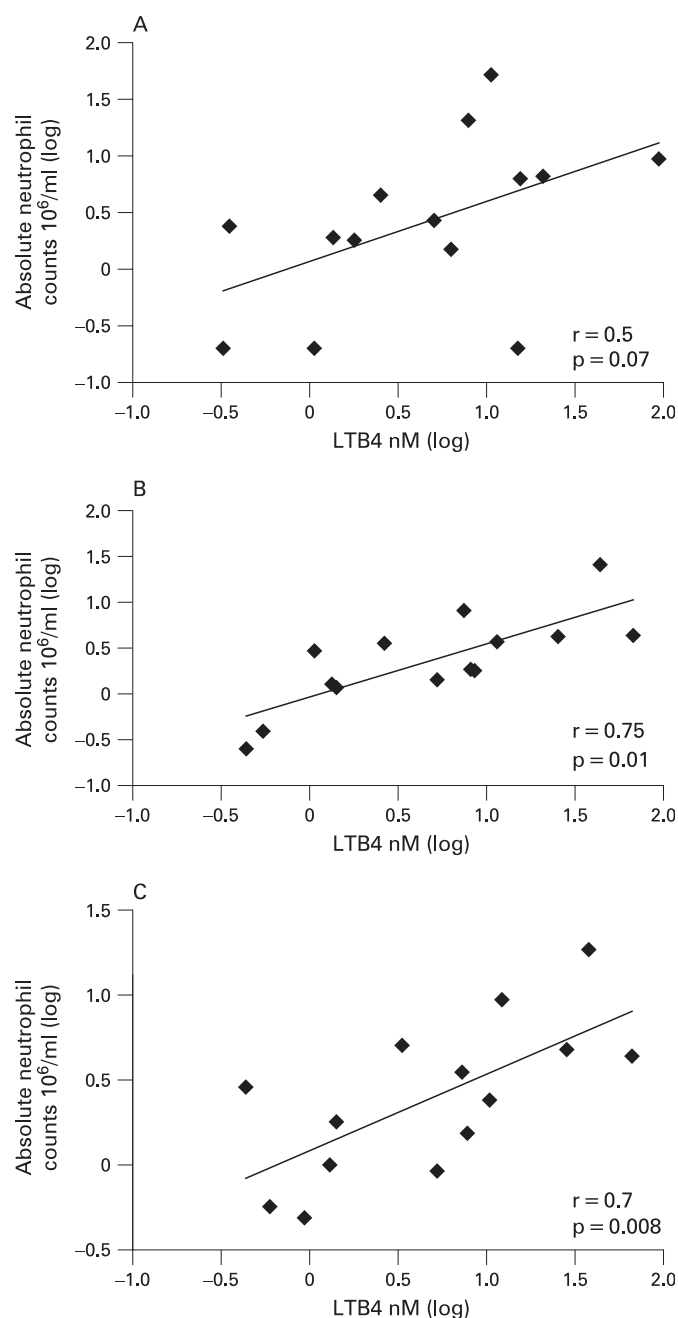 A
2.0
1.5
1.0
0.5
0
–0.5
–1.0
Absolute neutrophil
counts 10⁶/ml (log)
r = 0.5
p = 0.07
–1.0 –0.5 0 0.5 1.0 1.5 2.0
LTB4 nM (log)
B
2.0
1.5
1.0
0.5
0
–0.5
–1.0
Absolute neutrophil
counts 10⁶/ml (log)
r = 0.75
p = 0.01
–1.0 –0.5 0 0.5 1.0 1.5 2.0
LTB4 nM (log)
C
1.5
1.0
0.5
0
–0.5
Absolute neutrophil
counts 10⁶/ml (log)
r = 0.7
p = 0.008
–1.0 –0.5 0 0.5 1.0 1.5 2.0
LTB4 nM (log)